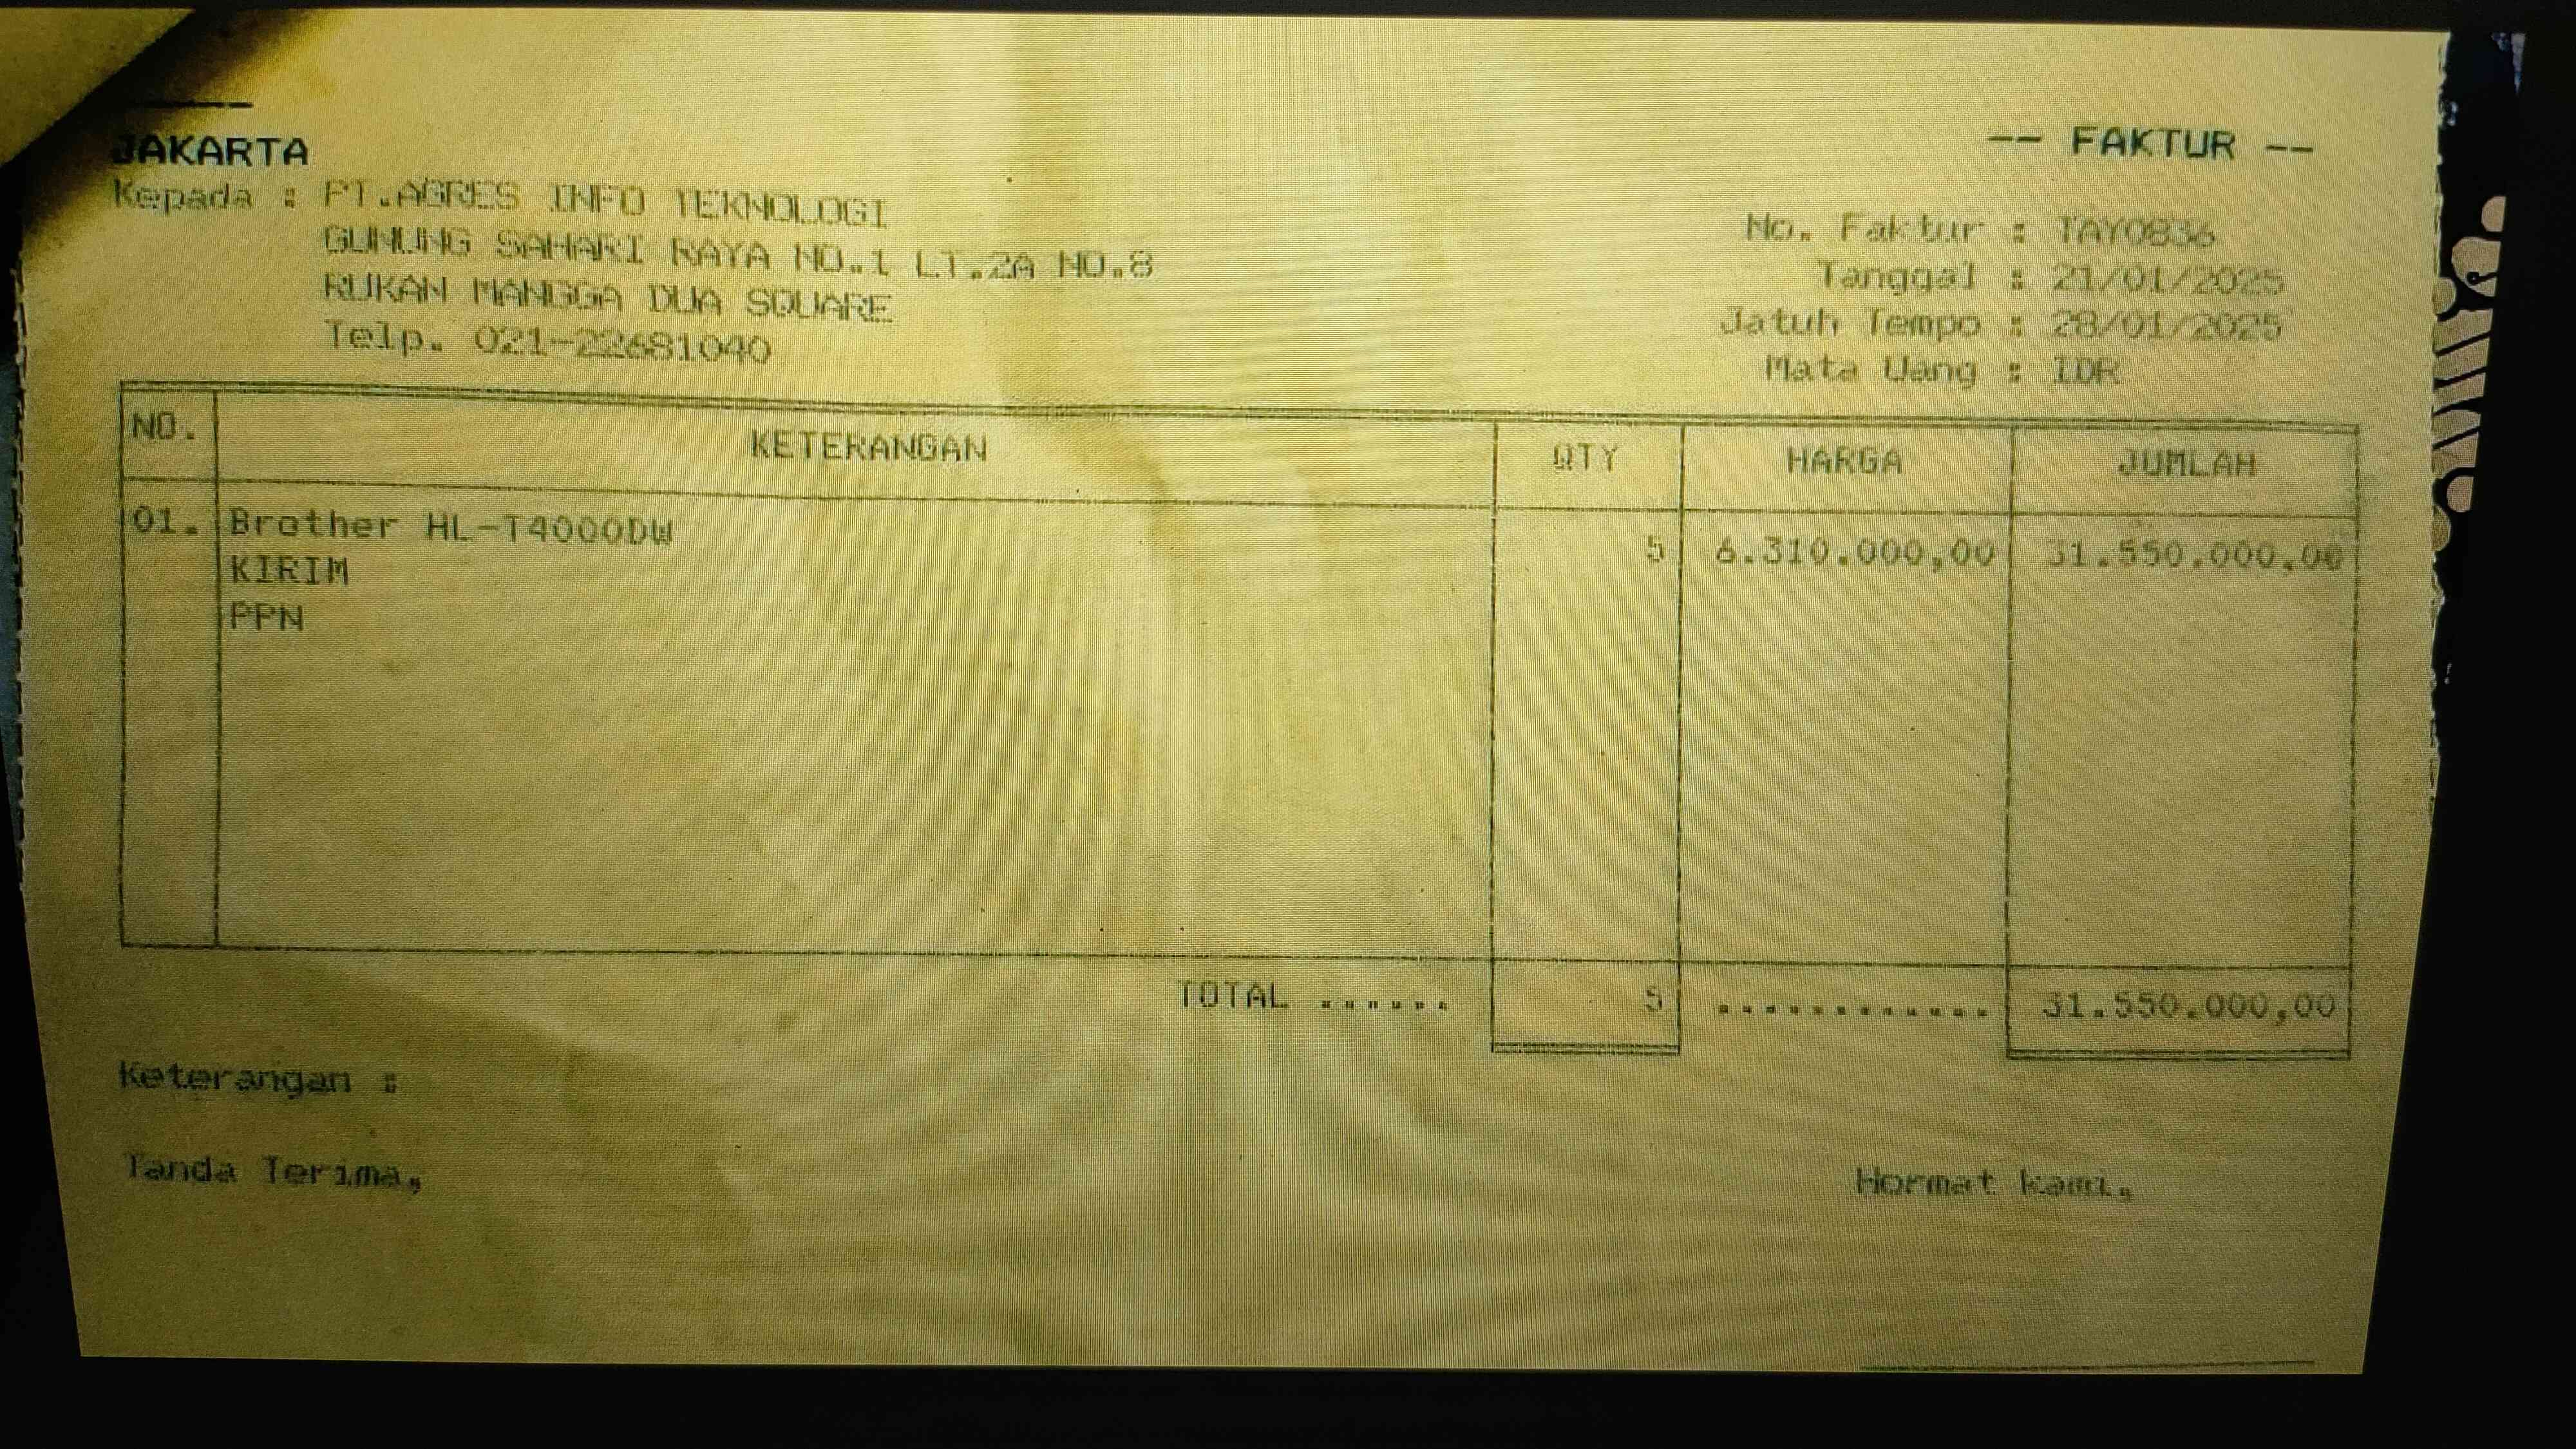 JAKARTA
-- FAKTUR --
Kepada : PT.AGRES INFO TEKNOLOGI
GUNUNG SAHARI RAYA NO.1 LT.2A NO.8
RUKAN MANGGA DUA SQUARE
Telp. 021-22681040
No. Faktur : TAY0836
Tanggal : 21/01/2025
Jatuh Tempo : 28/01/2025
Mata Uang : IDR
NO. KETERANGAN QTY HARGA JUMLAH
01. Brother HL-T4000DW 5 6.310.000,00 31.550.000,00
KIRIM
PPN
TOTAL ...... 5 ............ 31.550.000,00
Keterangan :
Tanda Terima, Hormat kami,